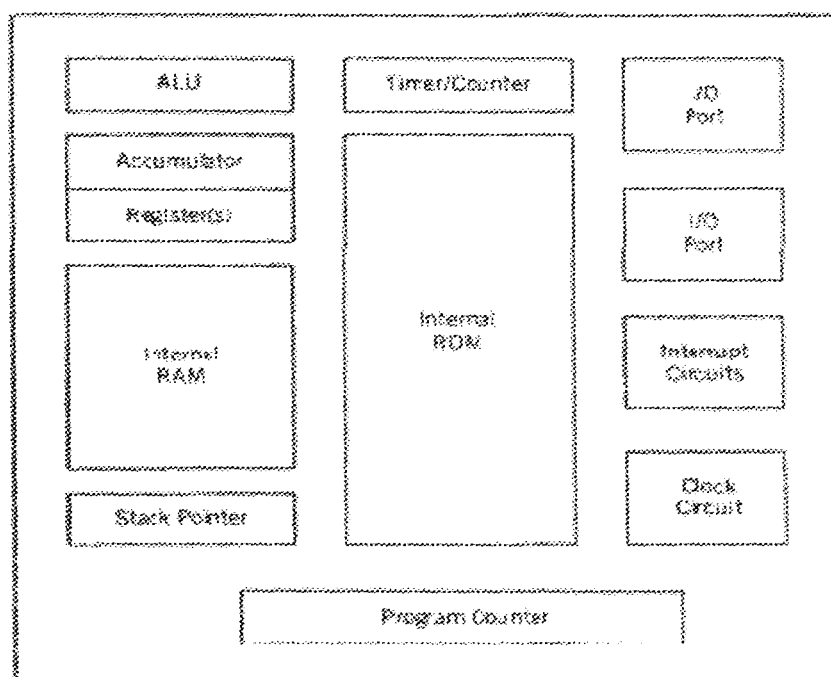 ALU
Timer/Counter
I/O
Port
Accumulator
Register(s)
I/O
Port
Internal
ROM
Internal
RAM
Interrupt
Circuits
Stack Pointer
Clock
Circuit
Program Counter